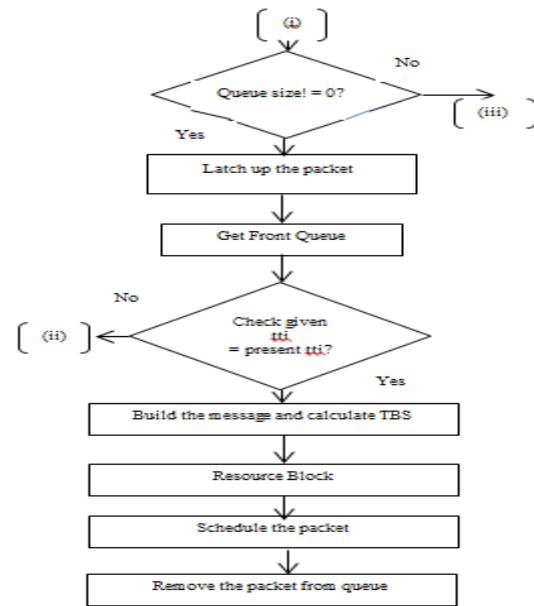 (i)
No
Queue size! = 0?
(iii)
Yes
Latch up the packet
Get Front Queue
No
Check given
tti
= present tti?
(ii)
Yes
Build the message and calculate TBS
Resource Block
Schedule the packet
Remove the packet from queue